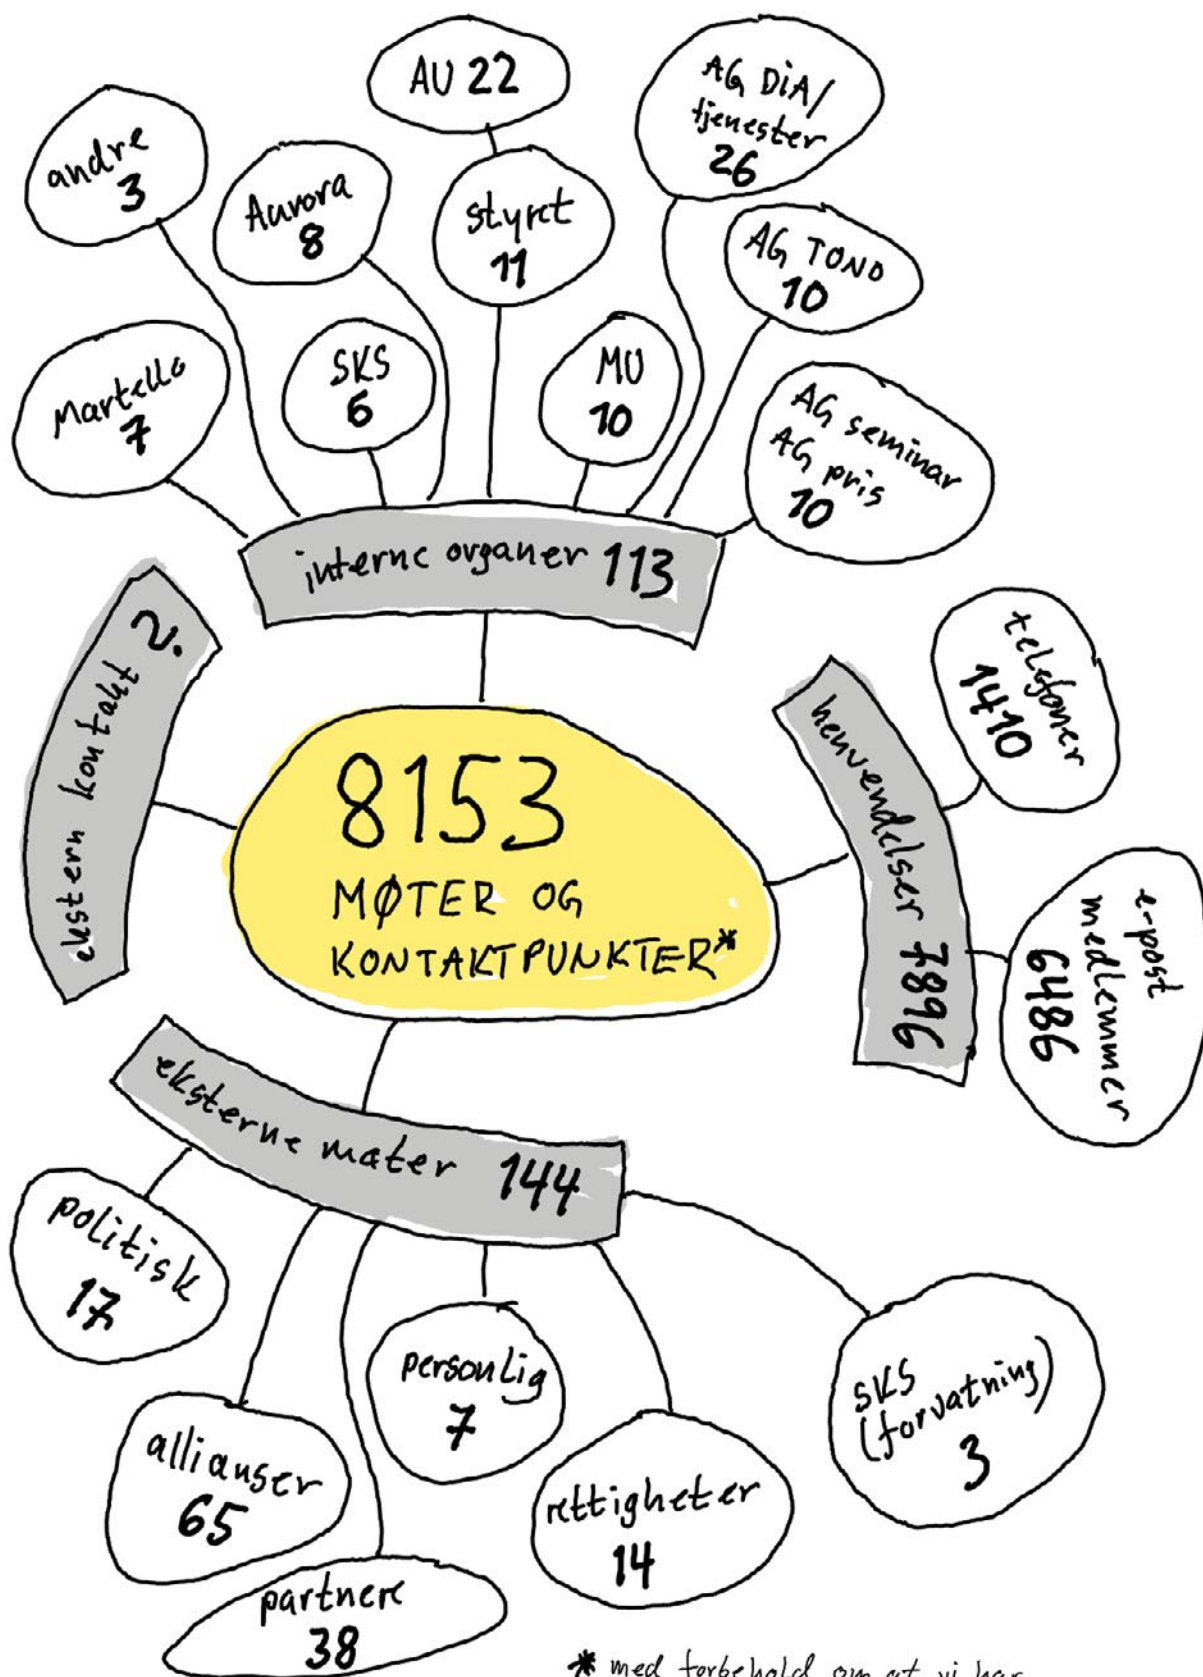 AU 22
AG DiA/
tjenester
26
andre
3
Aurora
8
styret
11
AG TONO
10
Martello
7
SKS
6
MU
10
AG seminar
AG pris
10
interne organer 113
ekstern kontakt 2.
telefoner
1410
henvendelser 7896
e-post
medlemmer
6486
8153
MØTER OG
KONTAKTPUNKTER*
eksterne møter 144
politisk
17
allianser
65
partnere
38
personlig
7
rettigheter
14
SKS
(forvatning)
3
* med forbehold om at vi har